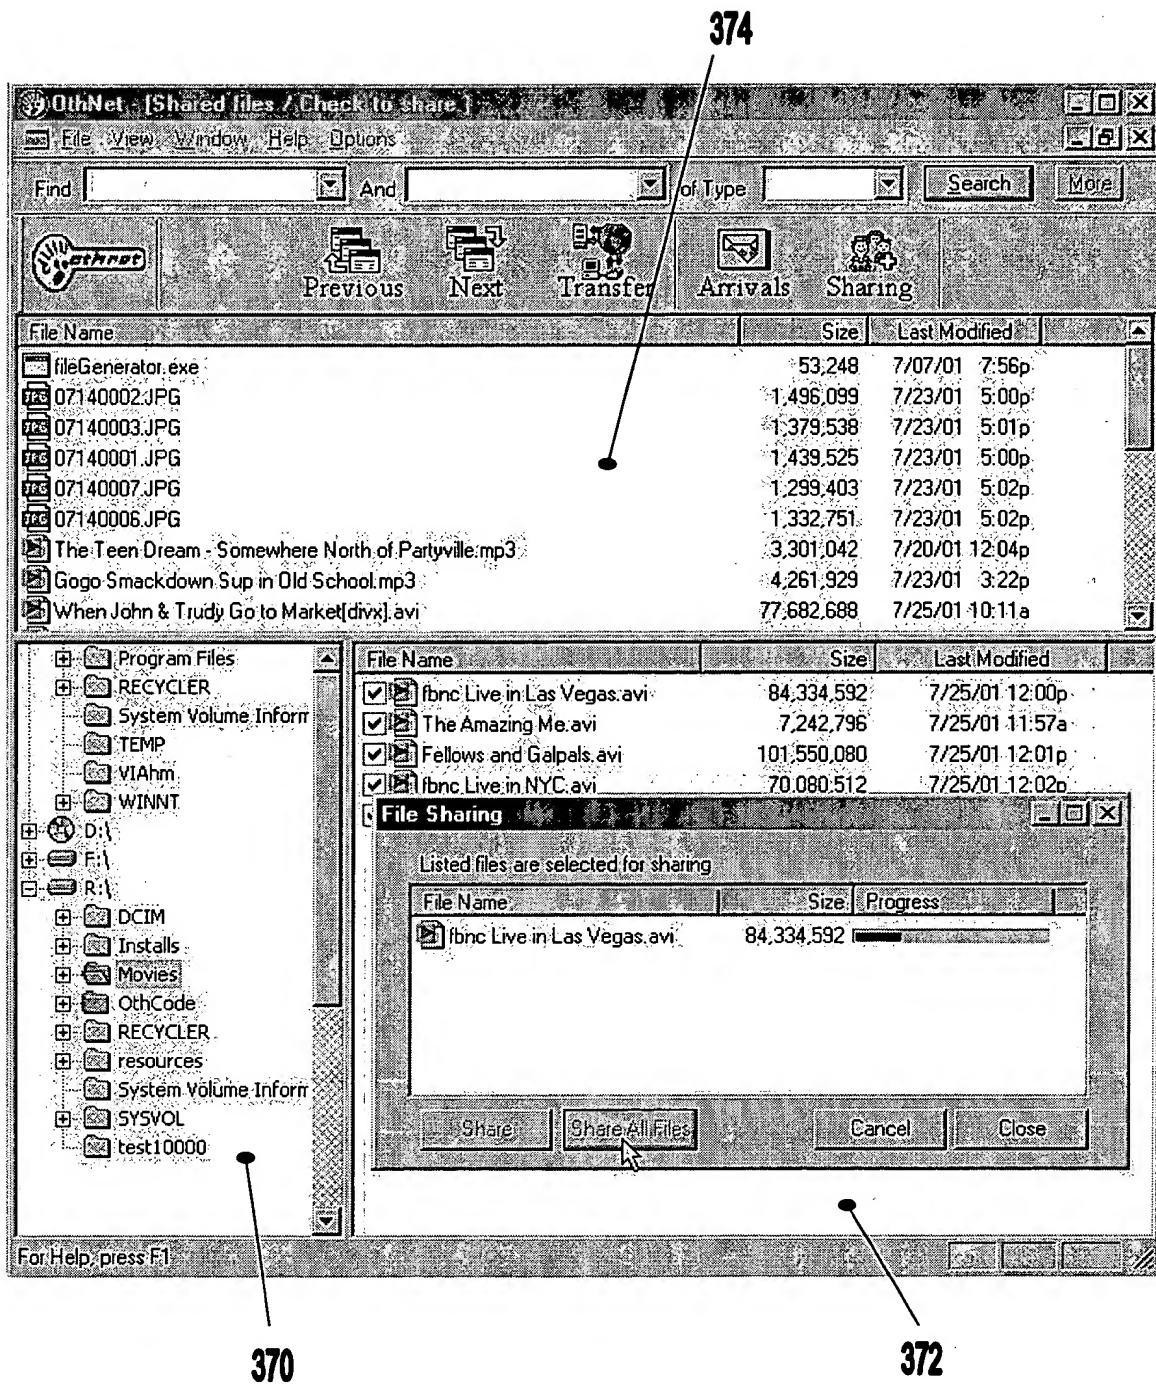 374
OthNet - [Shared files / Check to share]
File View Window Help Options
Find And of Type Search More
othnet Previous Next Transfer Arrivals Sharing
File Name Size Last Modified
fileGenerator.exe 53,248 7/07/01 7:56p
JPG 07140002.JPG 1,496,099 7/23/01 5:00p
JPG 07140003.JPG 1,379,538 7/23/01 5:01p
JPG 07140001.JPG 1,439,525 7/23/01 5:00p
JPG 07140007.JPG 1,299,403 7/23/01 5:02p
JPG 07140006.JPG 1,332,751 7/23/01 5:02p
The Teen Dream - Somewhere North of Partyville.mp3 3,301,042 7/20/01 12:04p
Gogo Smackdown Sup in Old School.mp3 4,261,929 7/23/01 3:22p
When John & Trudy Go to Market[divx].avi 77,682,688 7/25/01 10:11a
Program Files
RECYCLER
System Volume Inform
TEMP
VIAhm
WINNT
D:\
F:\
R:\
DCIM
Installs
Movies
OthCode
RECYCLER
resources
System Volume Inform
SYSVOL
test10000
File Name Size Last Modified
fbnc Live in Las Vegas.avi 84,334,592 7/25/01 12:00p
The Amazing Me.avi 7,242,796 7/25/01 11:57a
Fellows and Galpals.avi 101,550,080 7/25/01 12:01p
fbnc Live in NYC.avi 70,080,512 7/25/01 12:02p
File Sharing
Listed files are selected for sharing
File Name Size Progress
fbnc Live in Las Vegas.avi 84,334,592
Share Share All Files Cancel Close
For Help, press F1
370
372